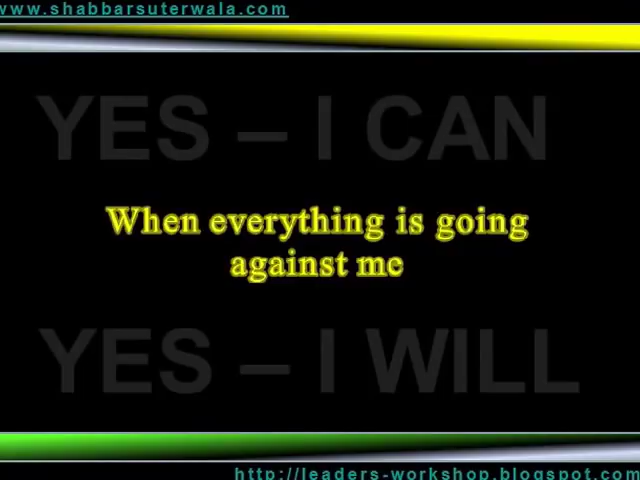 www.shabbarsuterwala.com
YES – I CAN
When everything is going
against me
YES – I WILL
http://leaders-workshop.blogspot.com